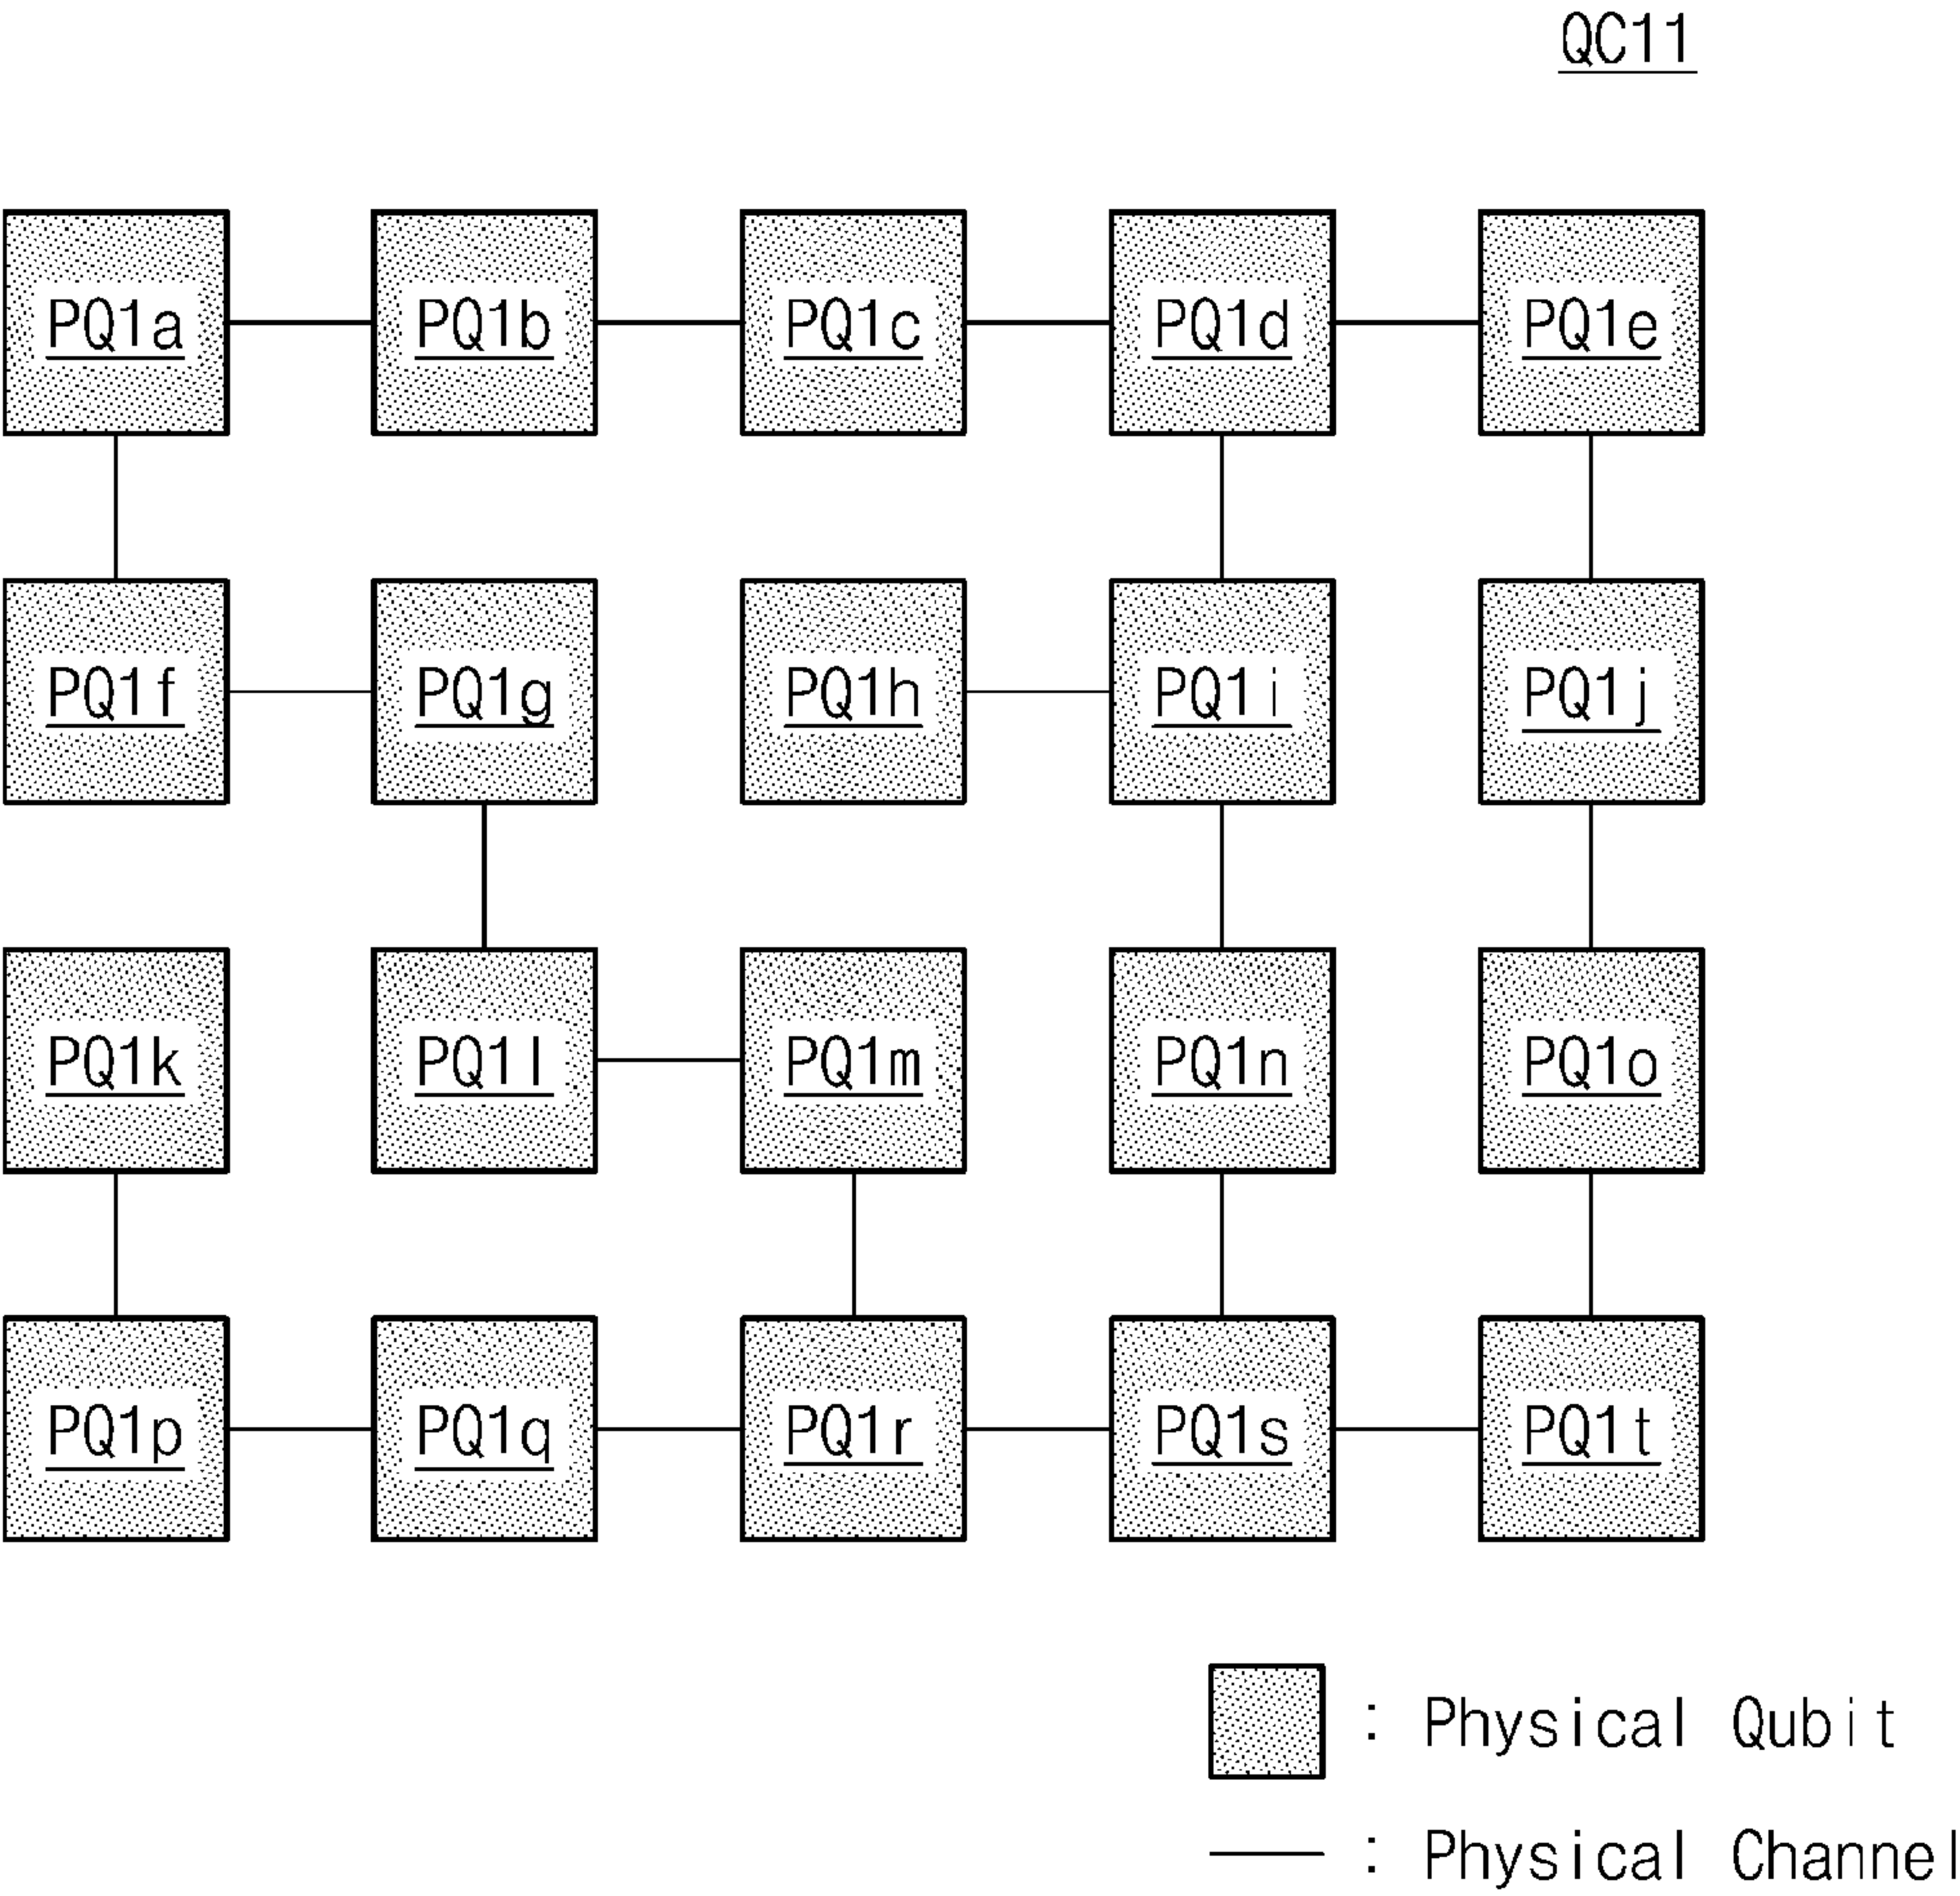 QC11
PQ1a PQ1b PQ1c PQ1d PQ1e
PQ1f PQ1g PQ1h PQ1i PQ1j
PQ1k PQ1l PQ1m PQ1n PQ1o
PQ1p PQ1q PQ1r PQ1s PQ1t
: Physical Qubit
: Physical Channel